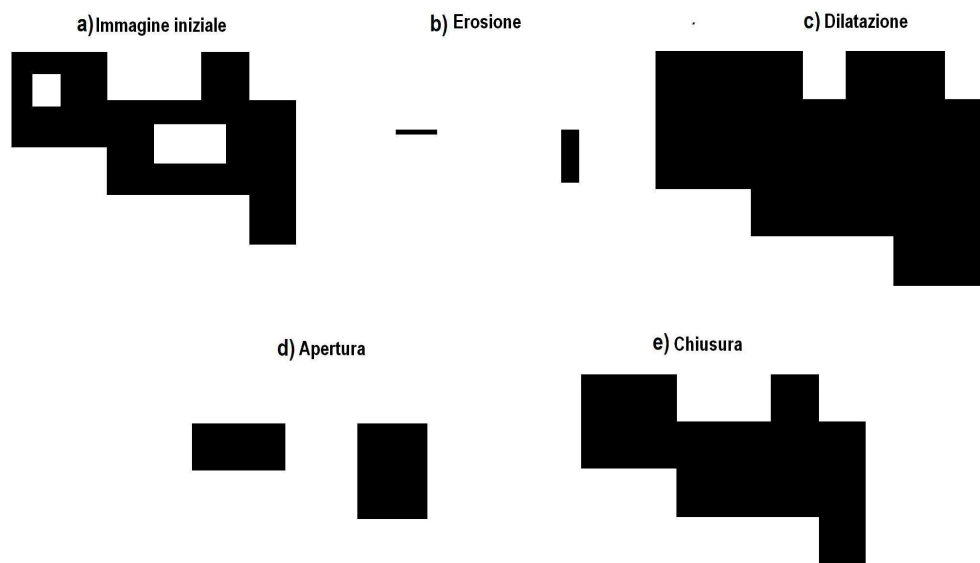 a) Immagine iniziale
b) Erosione
c) Dilatazione
d) Apertura
e) Chiusura